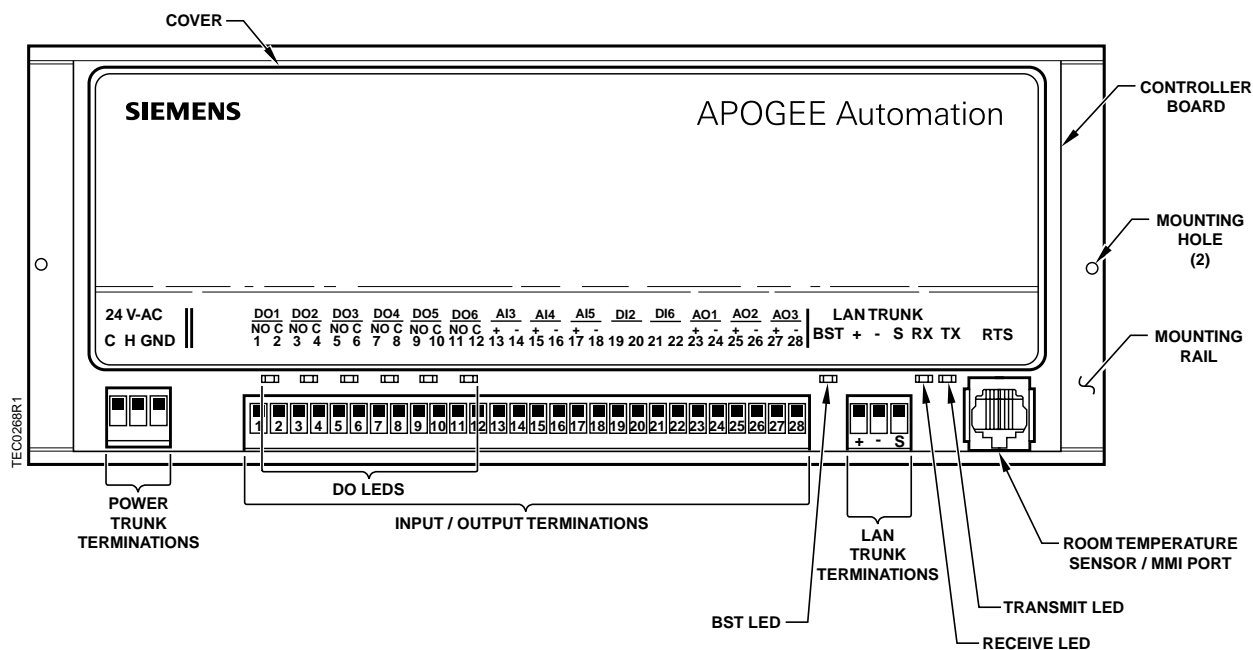 COVER
SIEMENS
APOGEE Automation
CONTROLLER
BOARD
MOUNTING
HOLE
(2)
MOUNTING
RAIL
24 V-AC
C H GND
DO1 DO2 DO3 DO4 DO5 DO6 AI3 AI4 AI5 DI2 DI6 AO1 AO2 AO3
NO C NO C NO C NO C NO C NO C + - + - + - + - + - + -
1 2 3 4 5 6 7 8 9 10 11 12 13 14 15 16 17 18 19 20 21 22 23 24 25 26 27 28
LAN TRUNK
BST + - S RX TX RTS
1 2 3 4 5 6 7 8 9 10 11 12 13 14 15 16 17 18 19 20 21 22 23 24 25 26 27 28
+ - S
TEC0268R1
POWER
TRUNK
TERMINATIONS
DO LEDS
INPUT / OUTPUT TERMINATIONS
LAN
TRUNK
TERMINATIONS
ROOM TEMPERATURE
SENSOR / MMI PORT
BST LED
TRANSMIT LED
RECEIVE LED